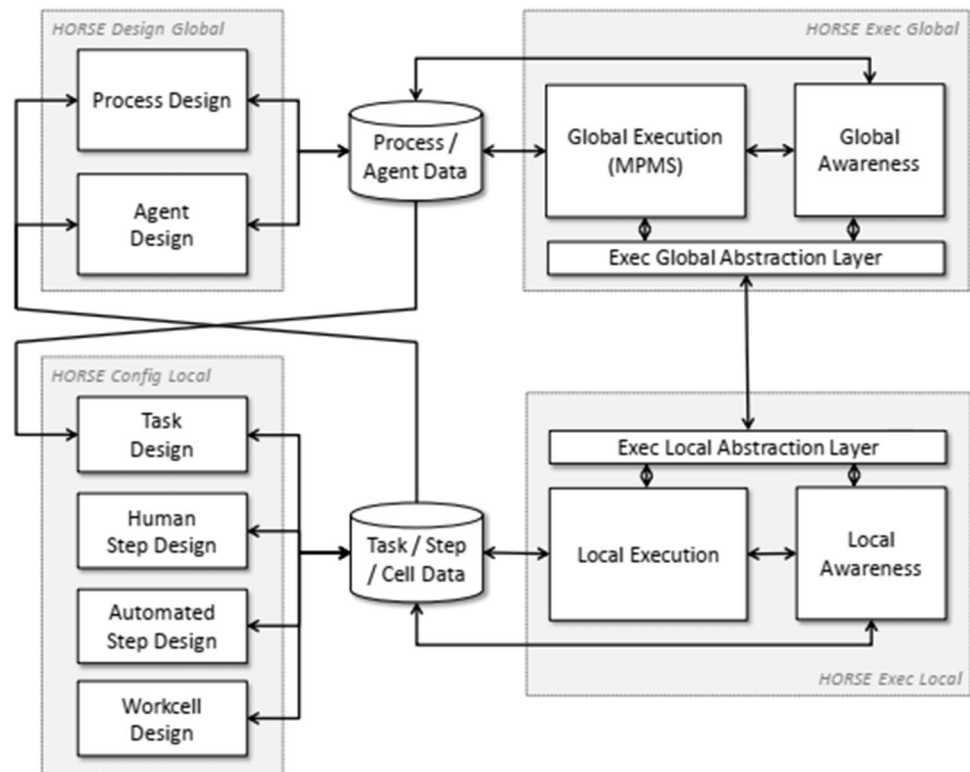 HORSE Design Global
Process Design
Agent
Design
Process /
Agent Data
HORSE Exec Global
Global Execution
(MPMS)
Global
Awareness
Exec Global Abstraction Layer
HORSE Config Local
Task
Design
Human
Step Design
Automated
Step Design
Workcell
Design
Task / Step
/ Cell Data
Exec Local Abstraction Layer
Local Execution
Local
Awareness
HORSE Exec Local